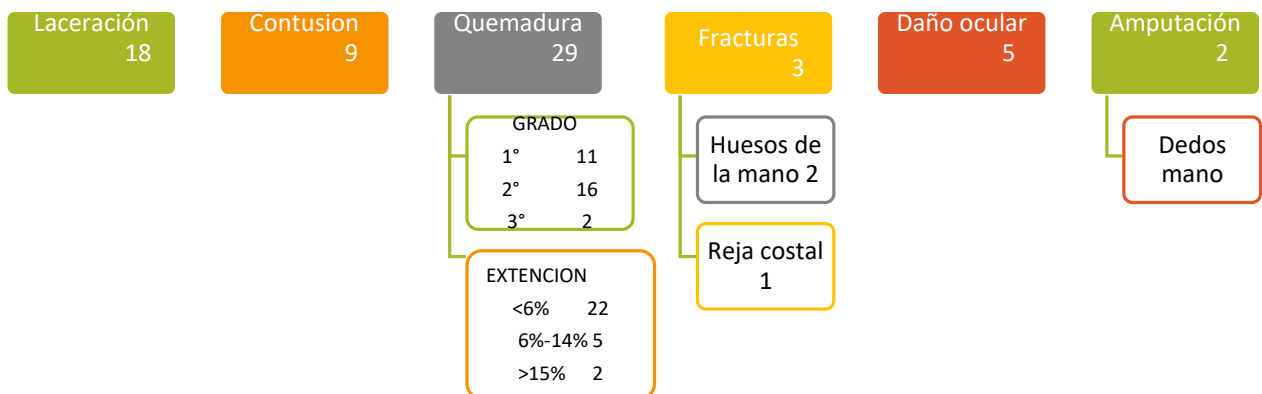 Laceración
18
Contusion
9
Quemadura
29
GRADO
1° 11
2° 16
3° 2
EXTENCION
<6% 22
6%-14% 5
>15% 2
Fracturas
3
Huesos de
la mano 2
Reja costal
1
Daño ocular
5
Amputación
2
Dedos
mano